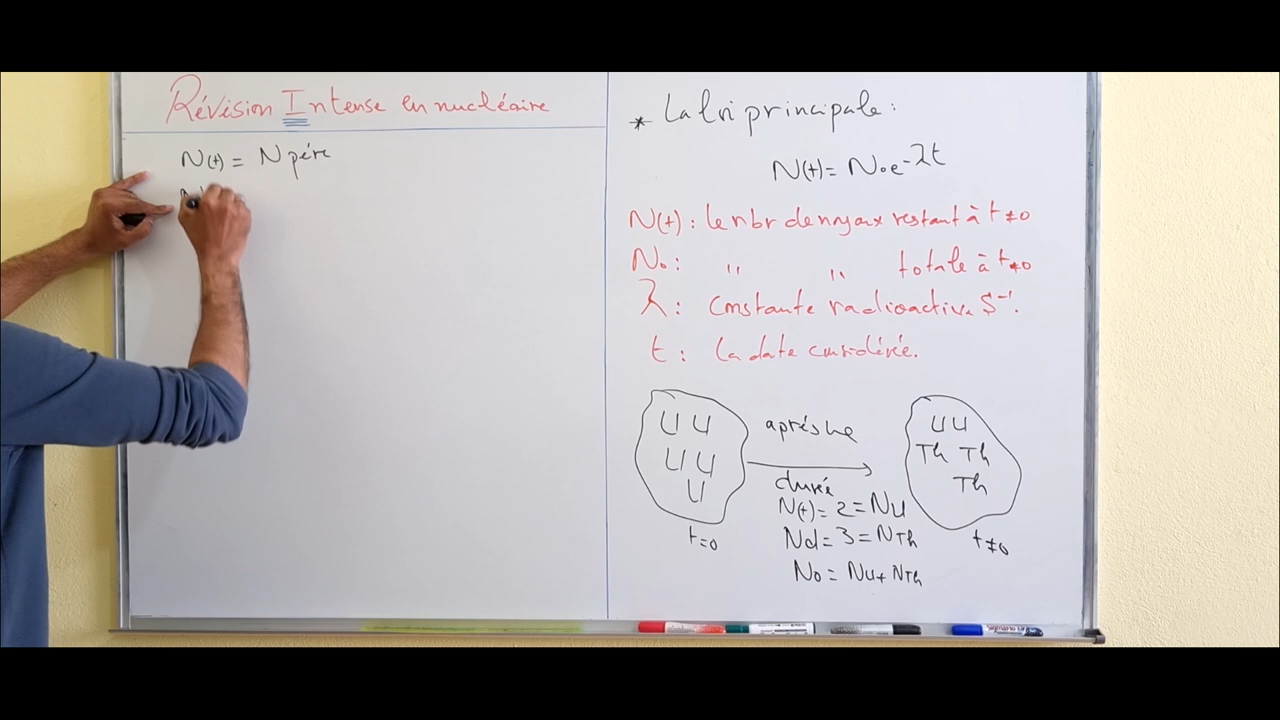 Révision Intense en nucléaire
N(t) = N père
* La loi principale:
N(t) = N₀e^-λt
N(t): le nbr de noyaux restant à t≠0
N₀: " " totale à t≠0
λ: constante radioactive S⁻¹.
t: la date considérée.
U U
U U
U
t=0
après une
durée
N(t) = 2 = NU
Nd = 3 = NTh
N₀ = NU + NTh
U U
Th Th
Th
t≠0